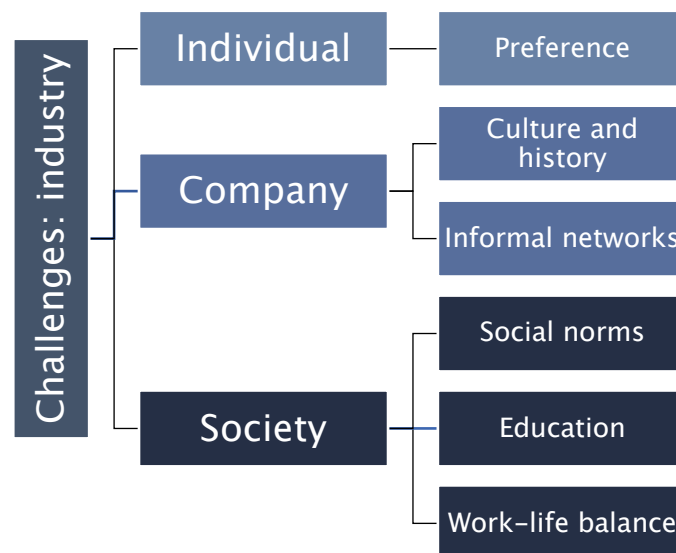 Challenges: industry
Individual
Preference
Company
Culture and
history
Informal networks
Society
Social norms
Education
Work-life balance